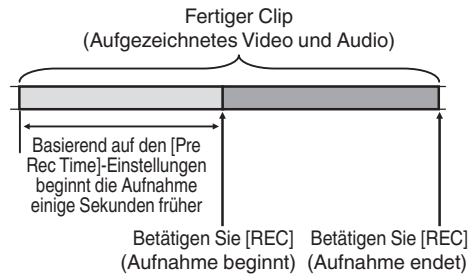 Fertiger Clip
(Aufgezeichnetes Video und Audio)
Basierend auf den [Pre
Rec Time]-Einstellungen
beginnt die Aufnahme
einige Sekunden früher
Betätigen Sie [REC]
(Aufnahme beginnt)
Betätigen Sie [REC]
(Aufnahme endet)